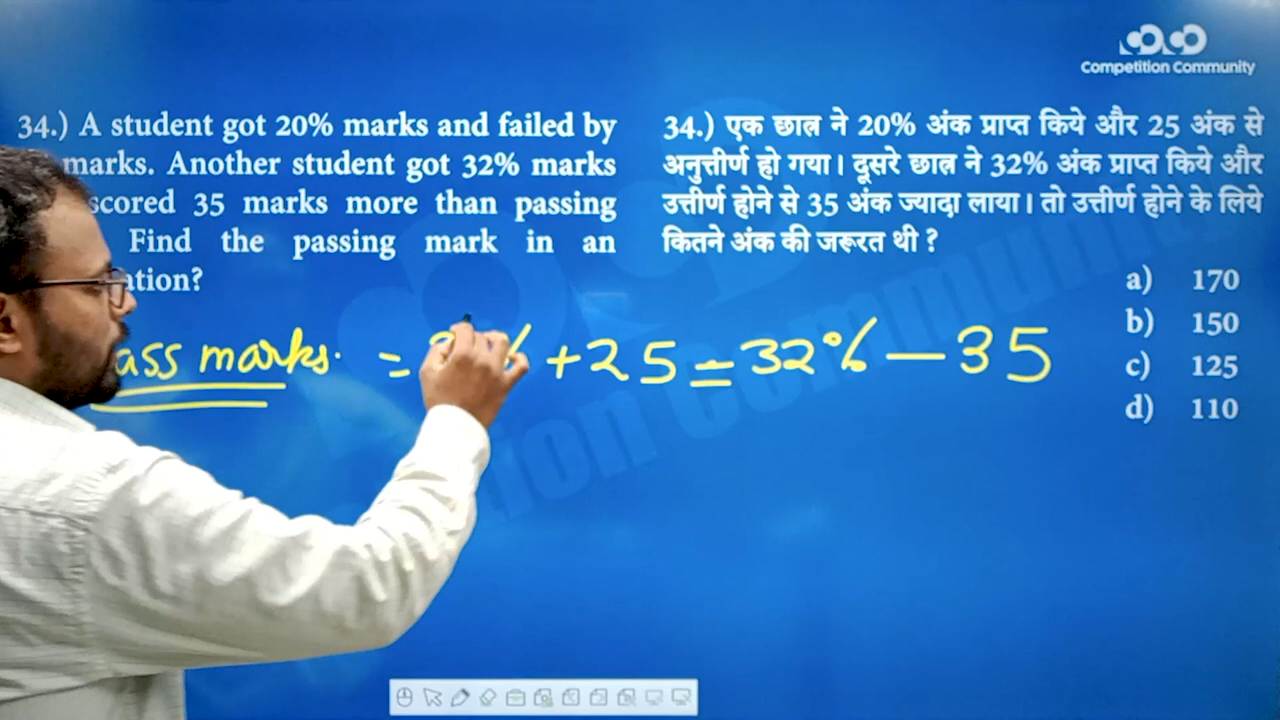 Competition Community
34.) A student got 20% marks and failed by
marks. Another student got 32% marks
scored 35 marks more than passing
Find the passing mark in an
ation?
34.) एक छात्र ने 20% अंक प्राप्त किये और 25 अंक से
अनुत्तीर्ण हो गया। दूसरे छात्र ने 32% अंक प्राप्त किये और
उत्तीर्ण होने से 35 अंक ज्यादा लाया। तो उत्तीर्ण होने के लिये
कितने अंक की जरूरत थी ?
a) 170
b) 150
c) 125
d) 110
ass marks. = % + 25 = 32% - 35